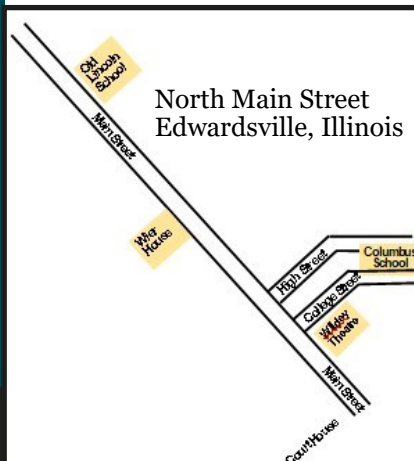 Old
Lincoln
School
North Main Street
Edwardsville, Illinois
Main Street
Wier
House
High Street
Columbus
School
College Street
Wildey
Theatre
Main Street
Court House